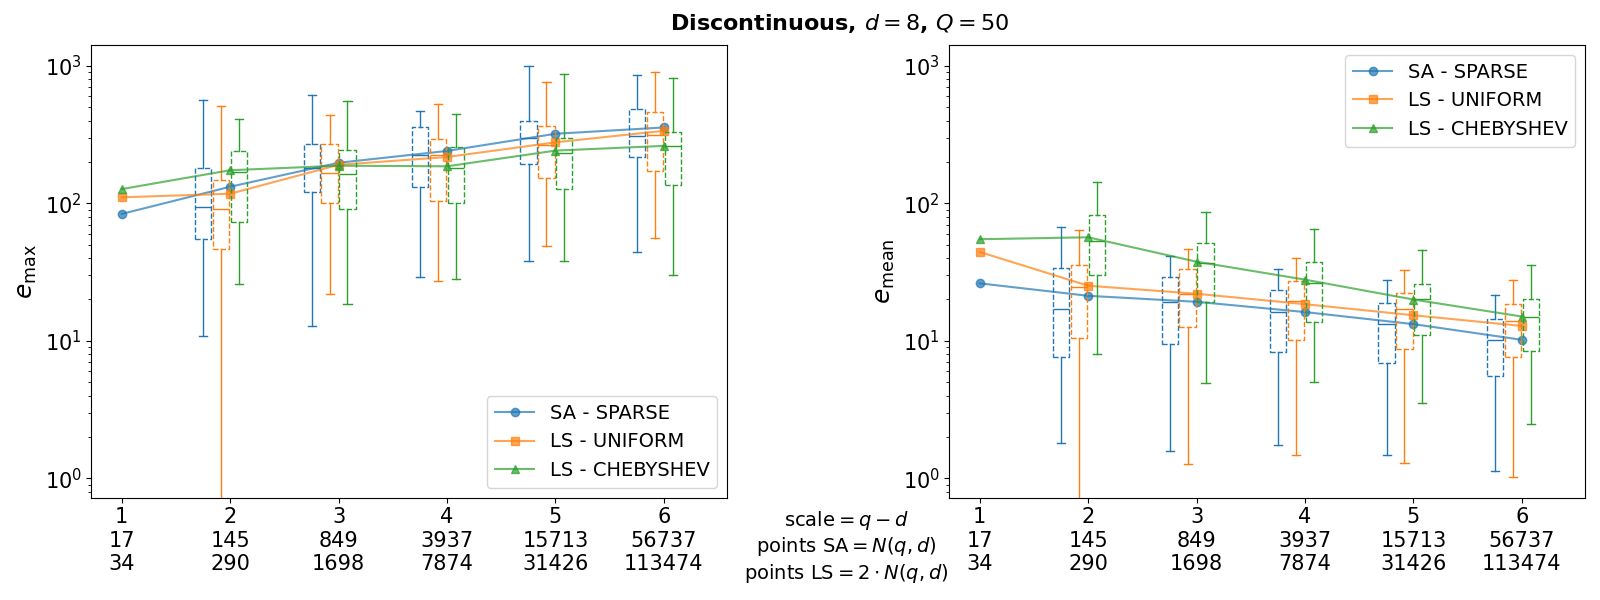 Discontinuous, d = 8, Q = 50
10³
10²
10¹
10⁰
e_max
SA - SPARSE
LS - UNIFORM
LS - CHEBYSHEV
1 2 3 4 5 6
17 145 849 3937 15713 56737
34 290 1698 7874 31426 113474
scale = q − d
points SA = N(q, d)
points LS = 2 · N(q, d)
10³
10²
10¹
10⁰
e_mean
SA - SPARSE
LS - UNIFORM
LS - CHEBYSHEV
1 2 3 4 5 6
17 145 849 3937 15713 56737
34 290 1698 7874 31426 113474